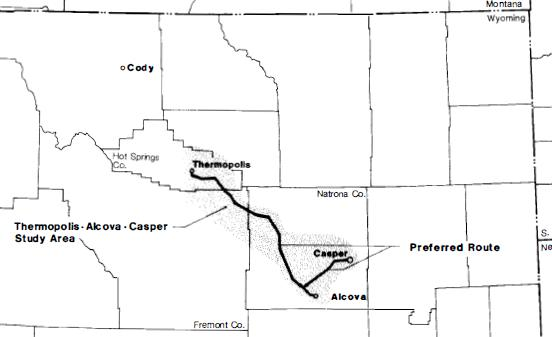 Montana
Wyoming
Cody
Hot Springs
Co.
Thermopolis
Natrona Co.
Thermopolis-Alcova-Casper
Study Area
Casper
Preferred Route
Alcova
Fremont Co.
S.
Ne